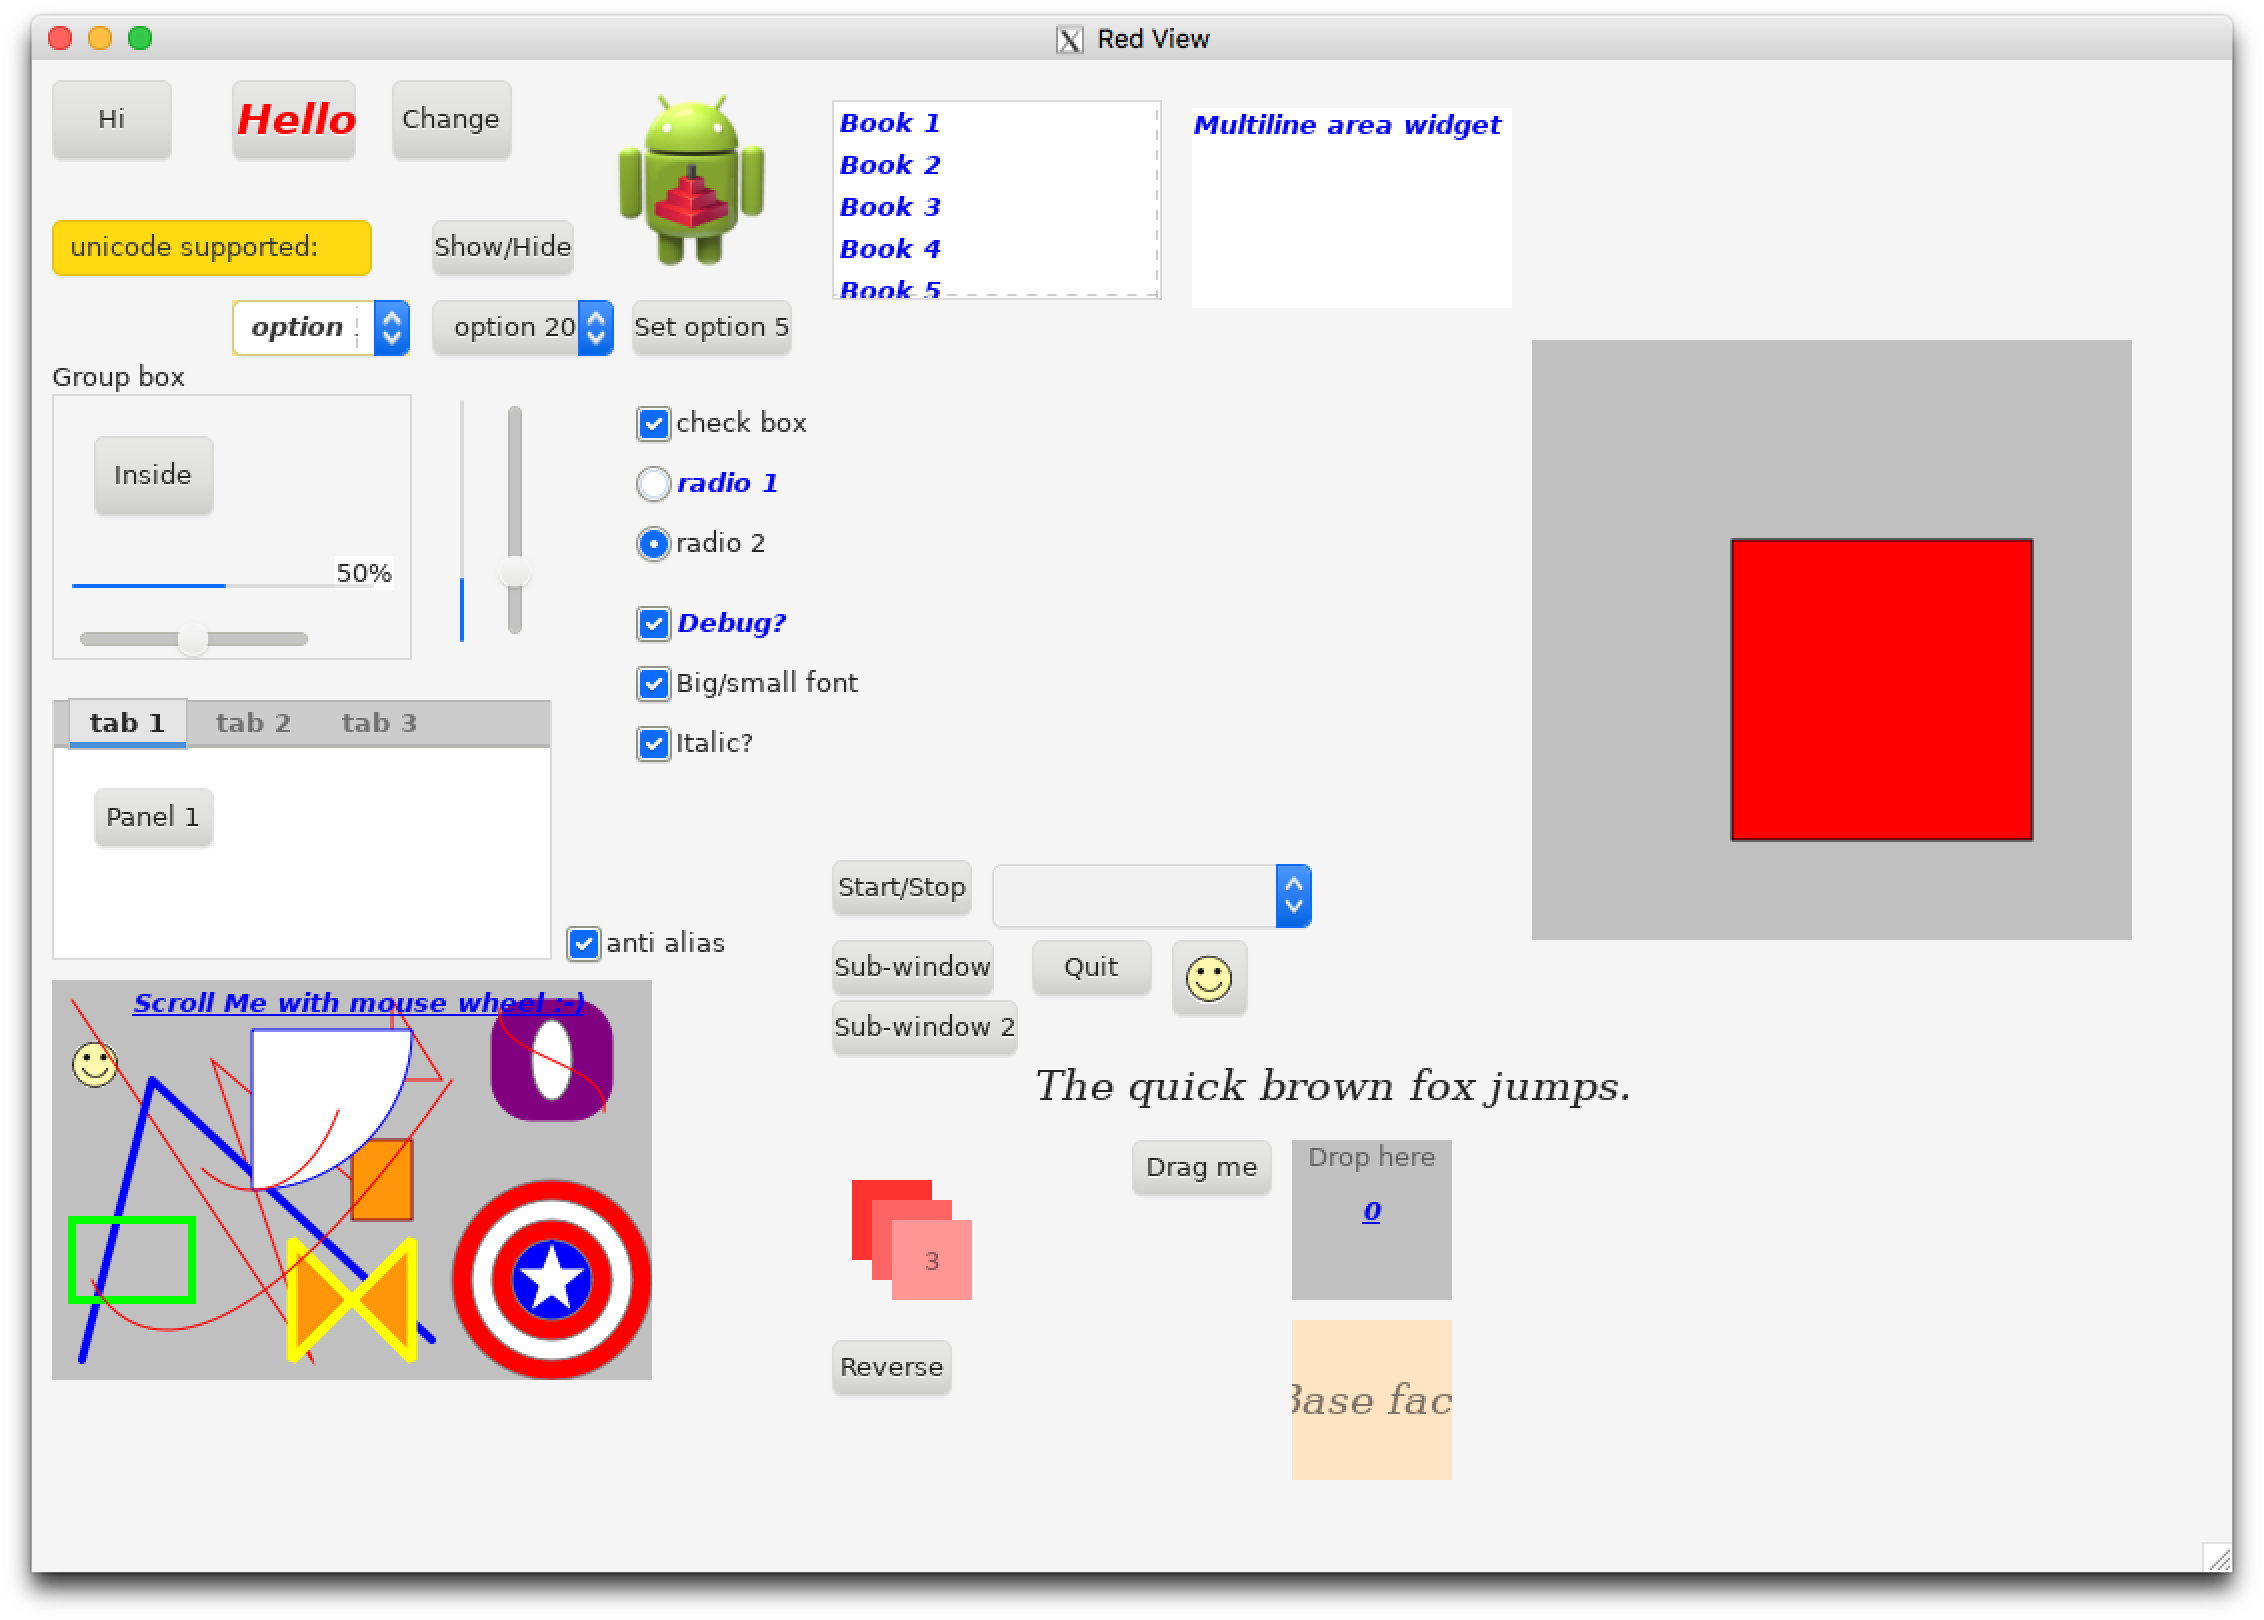 Red View
Hi
Hello
Change
Book 1
Book 2
Book 3
Book 4
Book 5
Multiline area widget
unicode supported:
Show/Hide
option
option 20
Set option 5
Group box
Inside
50%
check box
radio 1
radio 2
Debug?
Big/small font
Italic?
tab 1 tab 2 tab 3
Panel 1
anti alias
Start/Stop
Sub-window
Quit
Sub-window 2
Scroll Me with mouse wheel :-)
The quick brown fox jumps.
Drag me
Drop here
0
3
Reverse
Base fac